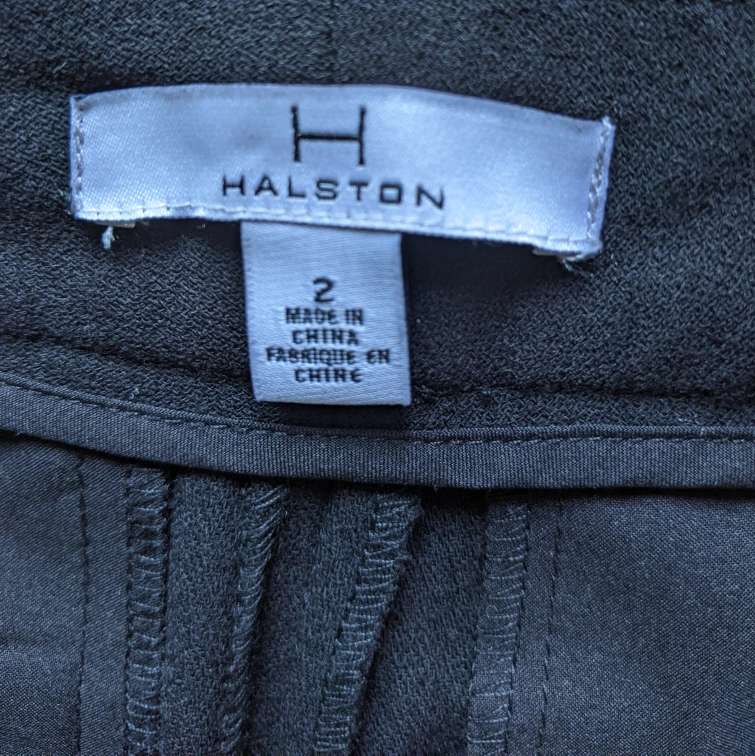 H
HALSTON
2
MADE IN
CHINA
FABRIQUE EN
CHINE